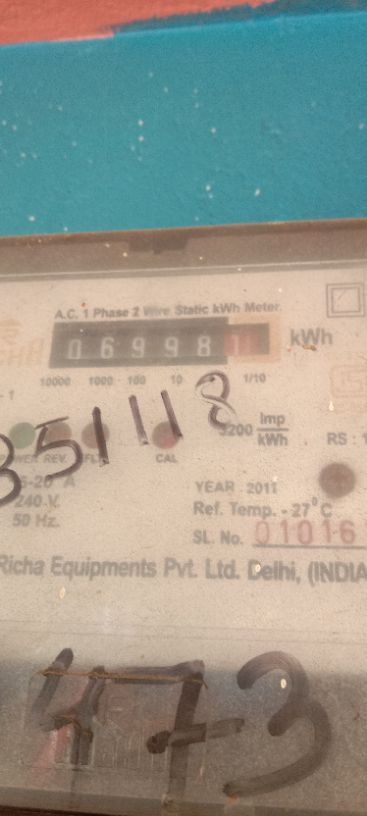 A.C. 1 Phase 2 Wire Static kWh Meter.
06998 kWh
10000 1000 100 10 1/10
351118
3200 Imp/kWh
POWER REV. CAL
RS : 1
5-20 A
240 V.
50 Hz.
YEAR 2011
Ref. Temp. -27°C
SL. No. 01016
Richa Equipments Pvt. Ltd. Delhi, (INDIA
473